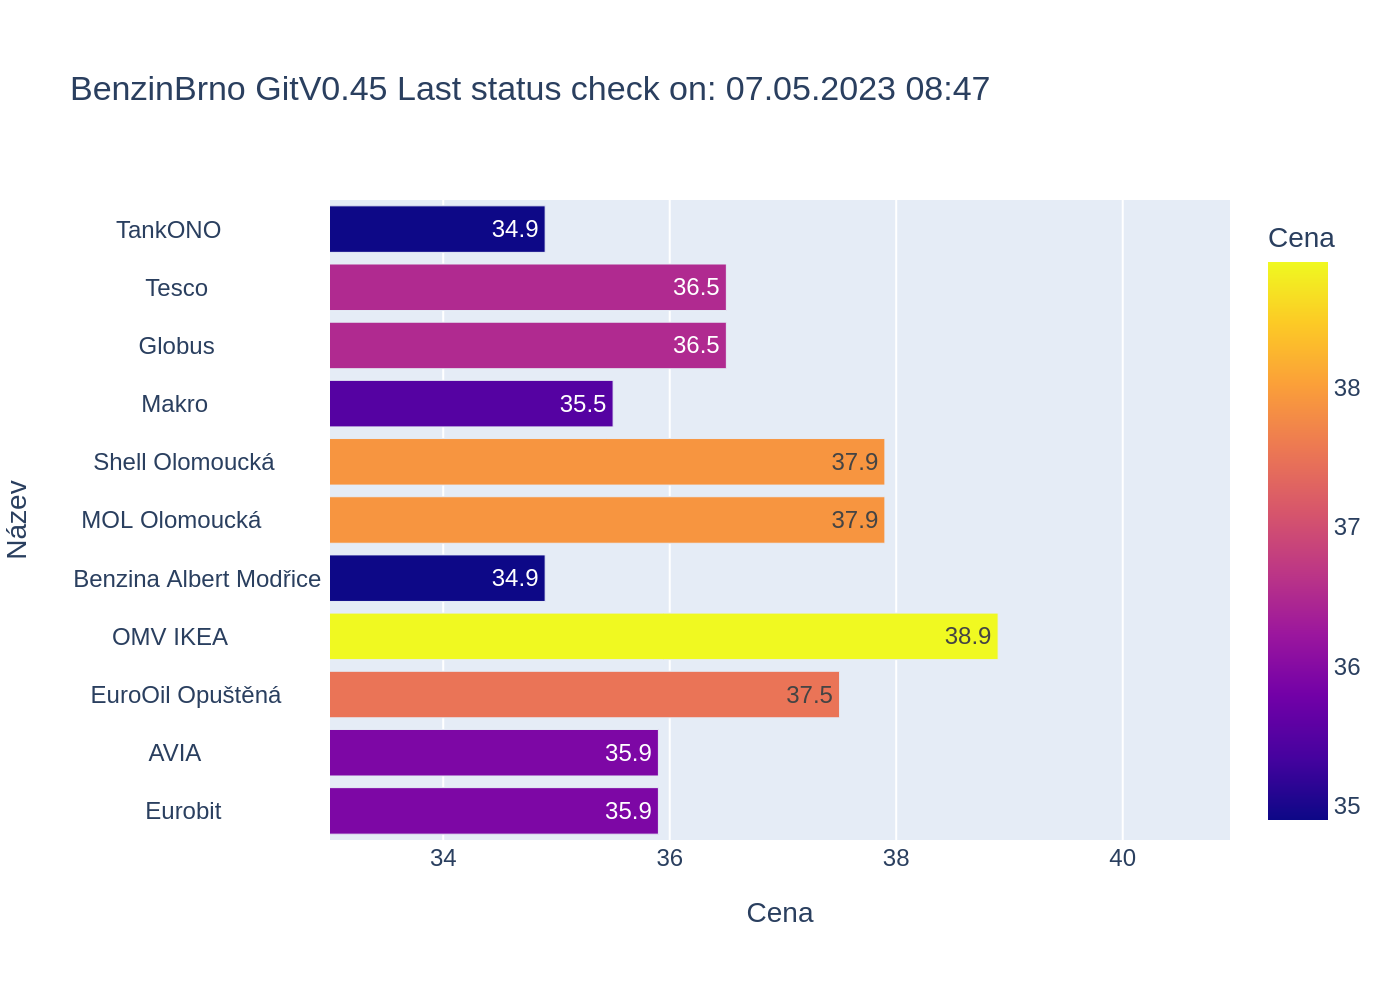 BenzinBrno GitV0.45 Last status check on: 07.05.2023 08:47
Název
TankONO 34.9
Tesco 36.5
Globus 36.5
Makro 35.5
Shell Olomoucká 37.9
MOL Olomoucká 37.9
Benzina Albert Modřice 34.9
OMV IKEA 38.9
EuroOil Opuštěná 37.5
AVIA 35.9
Eurobit 35.9
34 36 38 40
Cena
Cena
38
37
36
35